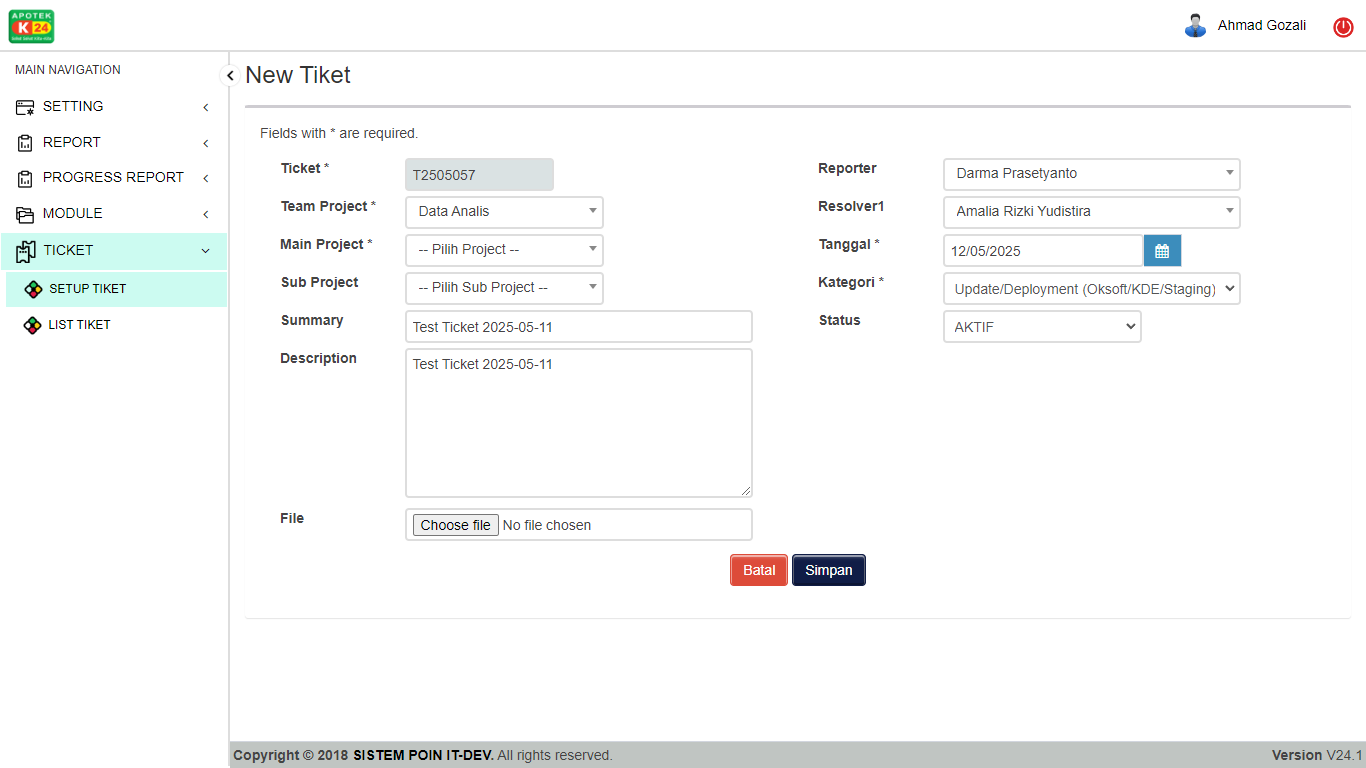 APOTEK
K 24
Ahmad Gozali
MAIN NAVIGATION
SETTING
REPORT
PROGRESS REPORT
MODULE
TICKET
SETUP TIKET
LIST TIKET
New Tiket
Fields with * are required.
Ticket * T2505057
Team Project * Data Analis
Main Project * -- Pilih Project --
Sub Project -- Pilih Sub Project --
Summary Test Ticket 2025-05-11
Description Test Ticket 2025-05-11
File Choose file No file chosen
Reporter Darma Prasetyanto
Resolver1 Amalia Rizki Yudistira
Tanggal * 12/05/2025
Kategori * Update/Deployment (Oksoft/KDE/Staging)
Status AKTIF
Batal Simpan
Copyright © 2018 SISTEM POIN IT-DEV. All rights reserved. Version V24.1